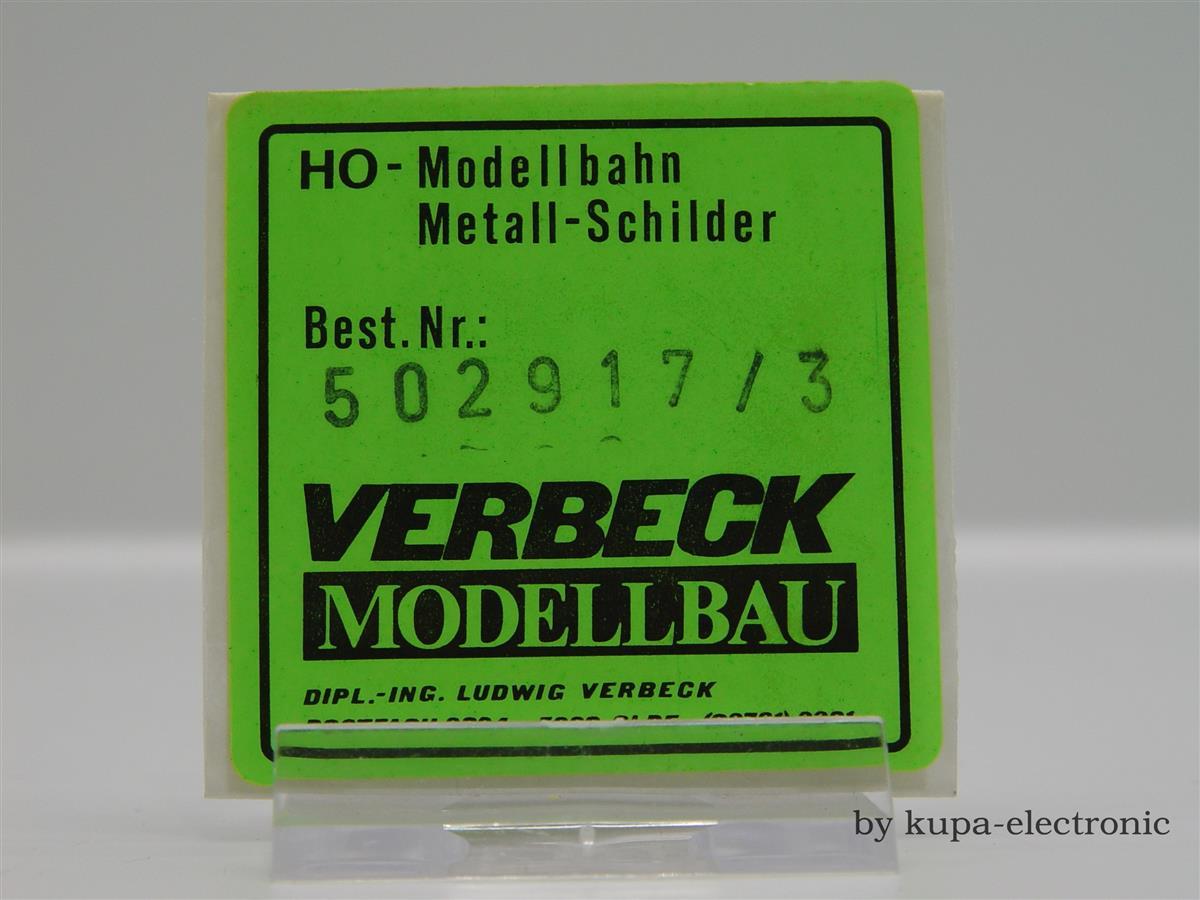 HO- Modellbahn
Metall-Schilder
Best.Nr.:
502917/3
VERBECK
MODELLBAU
DIPL.-ING. LUDWIG VERBECK
by kupa-electronic